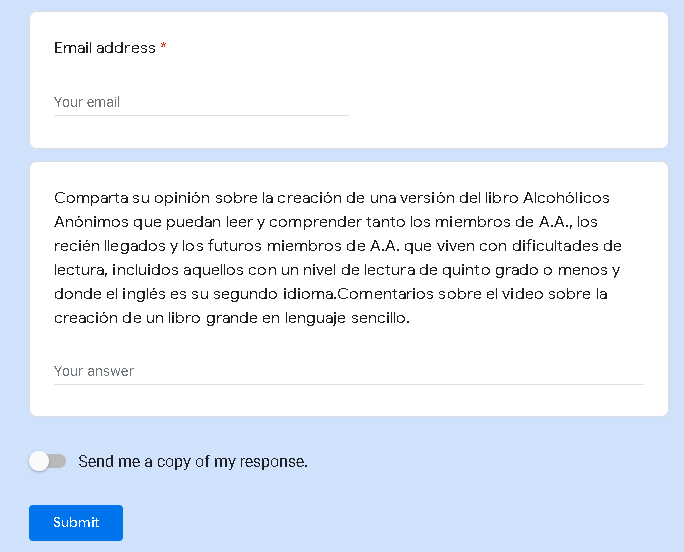 Email address *
Your email
Comparta su opinión sobre la creación de una versión del libro Alcohólicos
Anónimos que puedan leer y comprender tanto los miembros de A.A., los
recién llegados y los futuros miembros de A.A. que viven con dificultades de
lectura, incluidos aquellos con un nivel de lectura de quinto grado o menos y
donde el inglés es su segundo idioma.Comentarios sobre el video sobre la
creación de un libro grande en lenguaje sencillo.
Your answer
Send me a copy of my response.
Submit